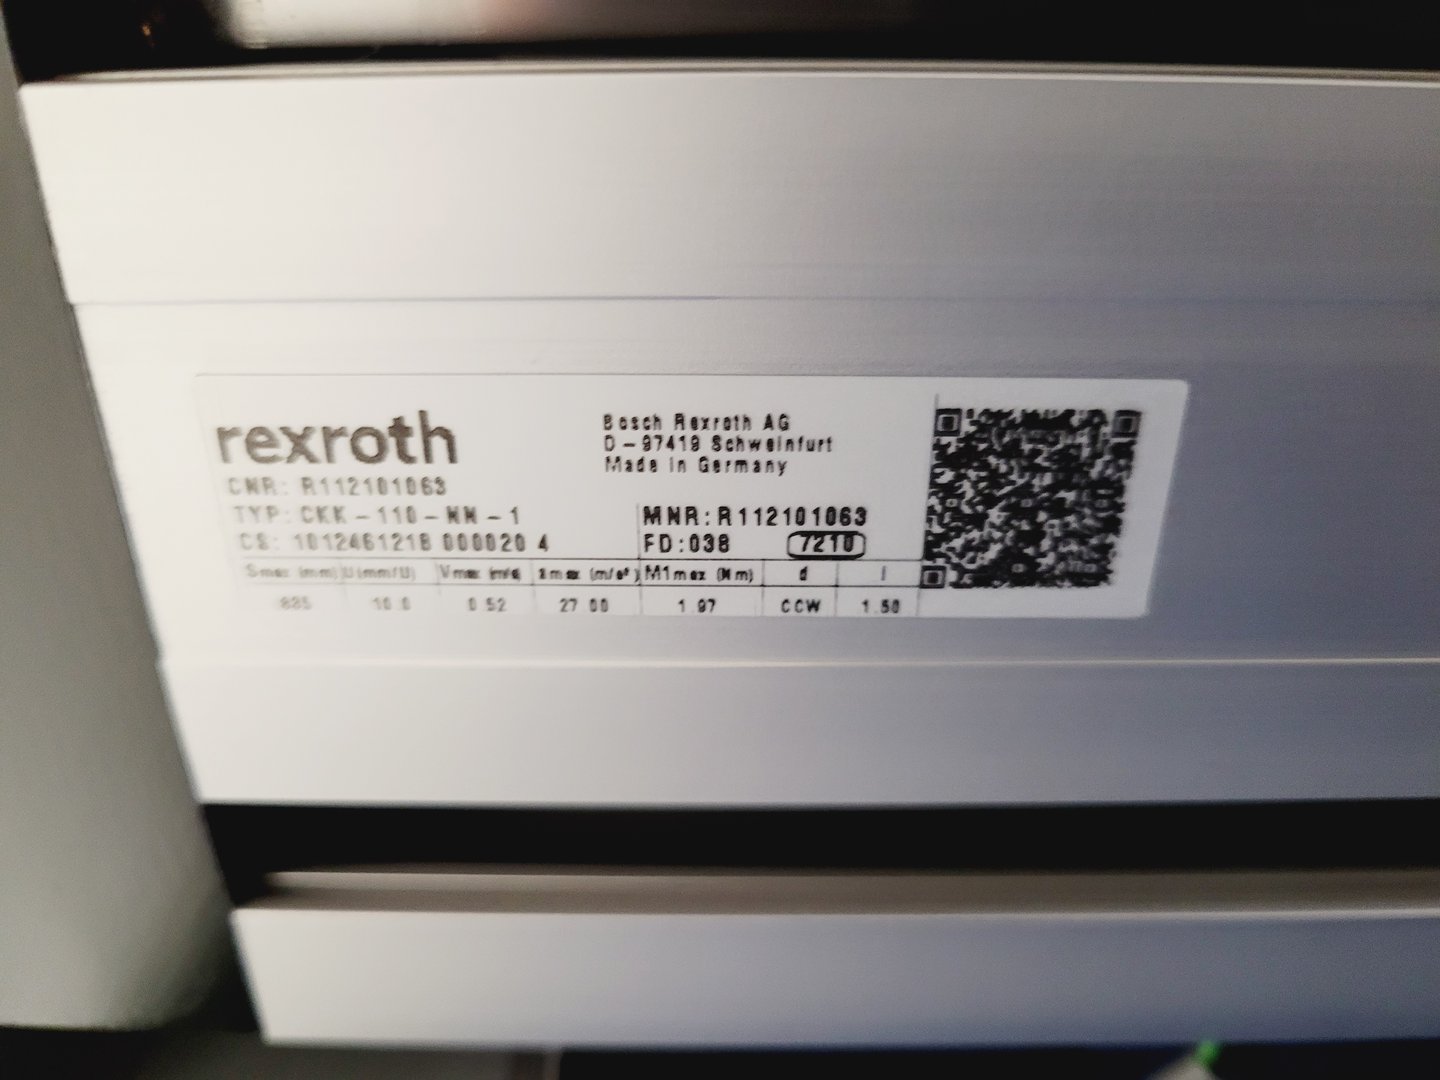 rexroth
Bosch Rexroth AG
D-97419 Schweinfurt
Made in Germany
CNR: R112101063
TYP: CKK-110-NN-1
MNR: R112101063
CS: 1012461218 000020 4
FD: 038 7210
Smax (mm) U (mm/U) Vmax (m/s) amax (m/s²) M1max (Nm) d i
10.0 0.52 27.00 1.97 CCW 1.50